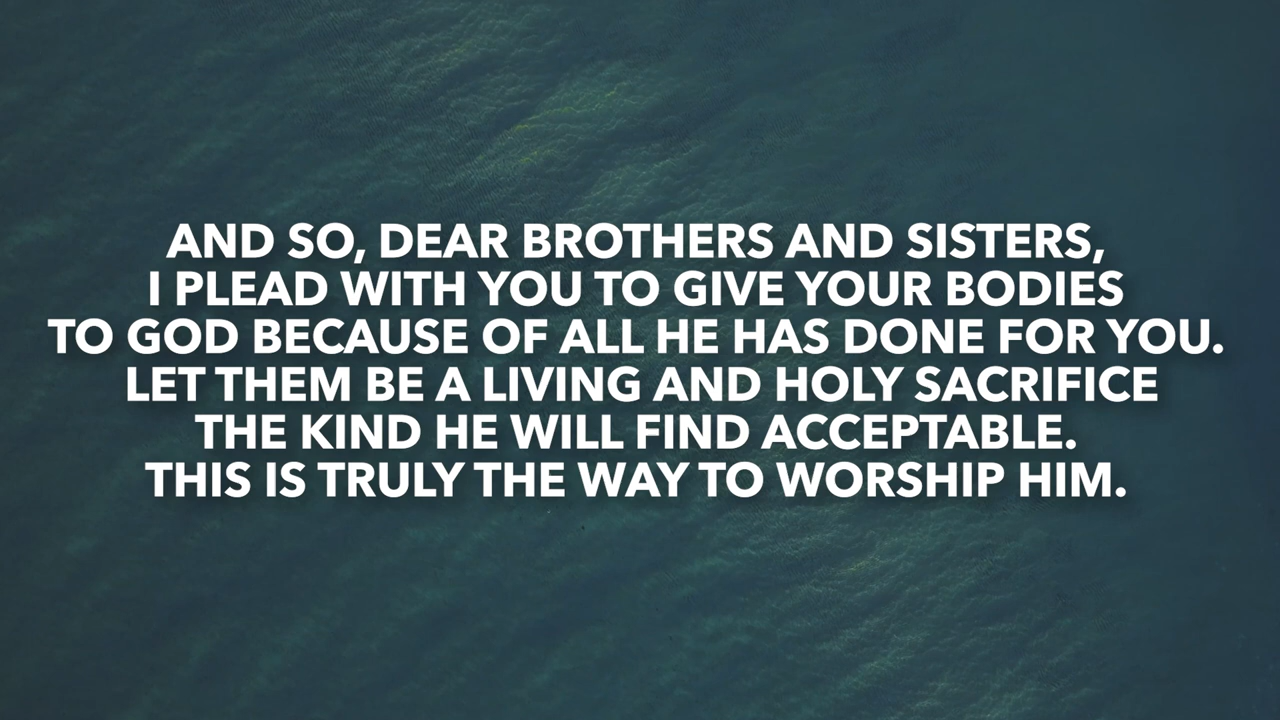 AND SO, DEAR BROTHERS AND SISTERS,
I PLEAD WITH YOU TO GIVE YOUR BODIES
TO GOD BECAUSE OF ALL HE HAS DONE FOR YOU.
LET THEM BE A LIVING AND HOLY SACRIFICE
THE KIND HE WILL FIND ACCEPTABLE.
THIS IS TRULY THE WAY TO WORSHIP HIM.